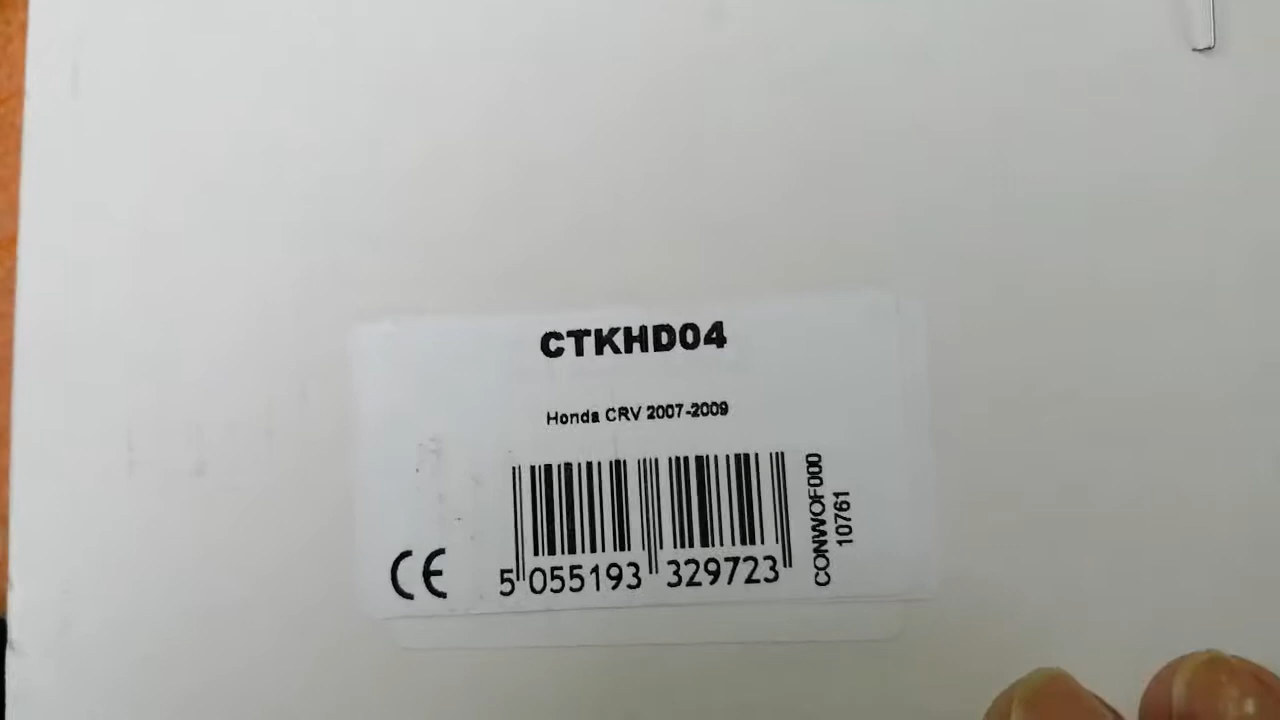 CTKHD04
Honda CRV 2007-2009
CE
5 055193 329723
CONWOF000
10761